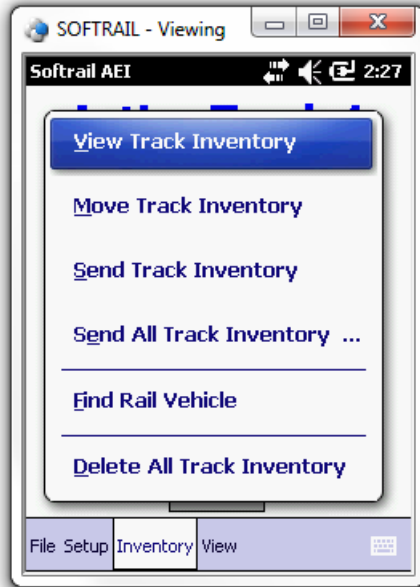 SOFTRAIL - Viewing
Softrail AEI 2:27
View Track Inventory
Move Track Inventory
Send Track Inventory
Send All Track Inventory ...
Find Rail Vehicle
Delete All Track Inventory
File Setup Inventory View